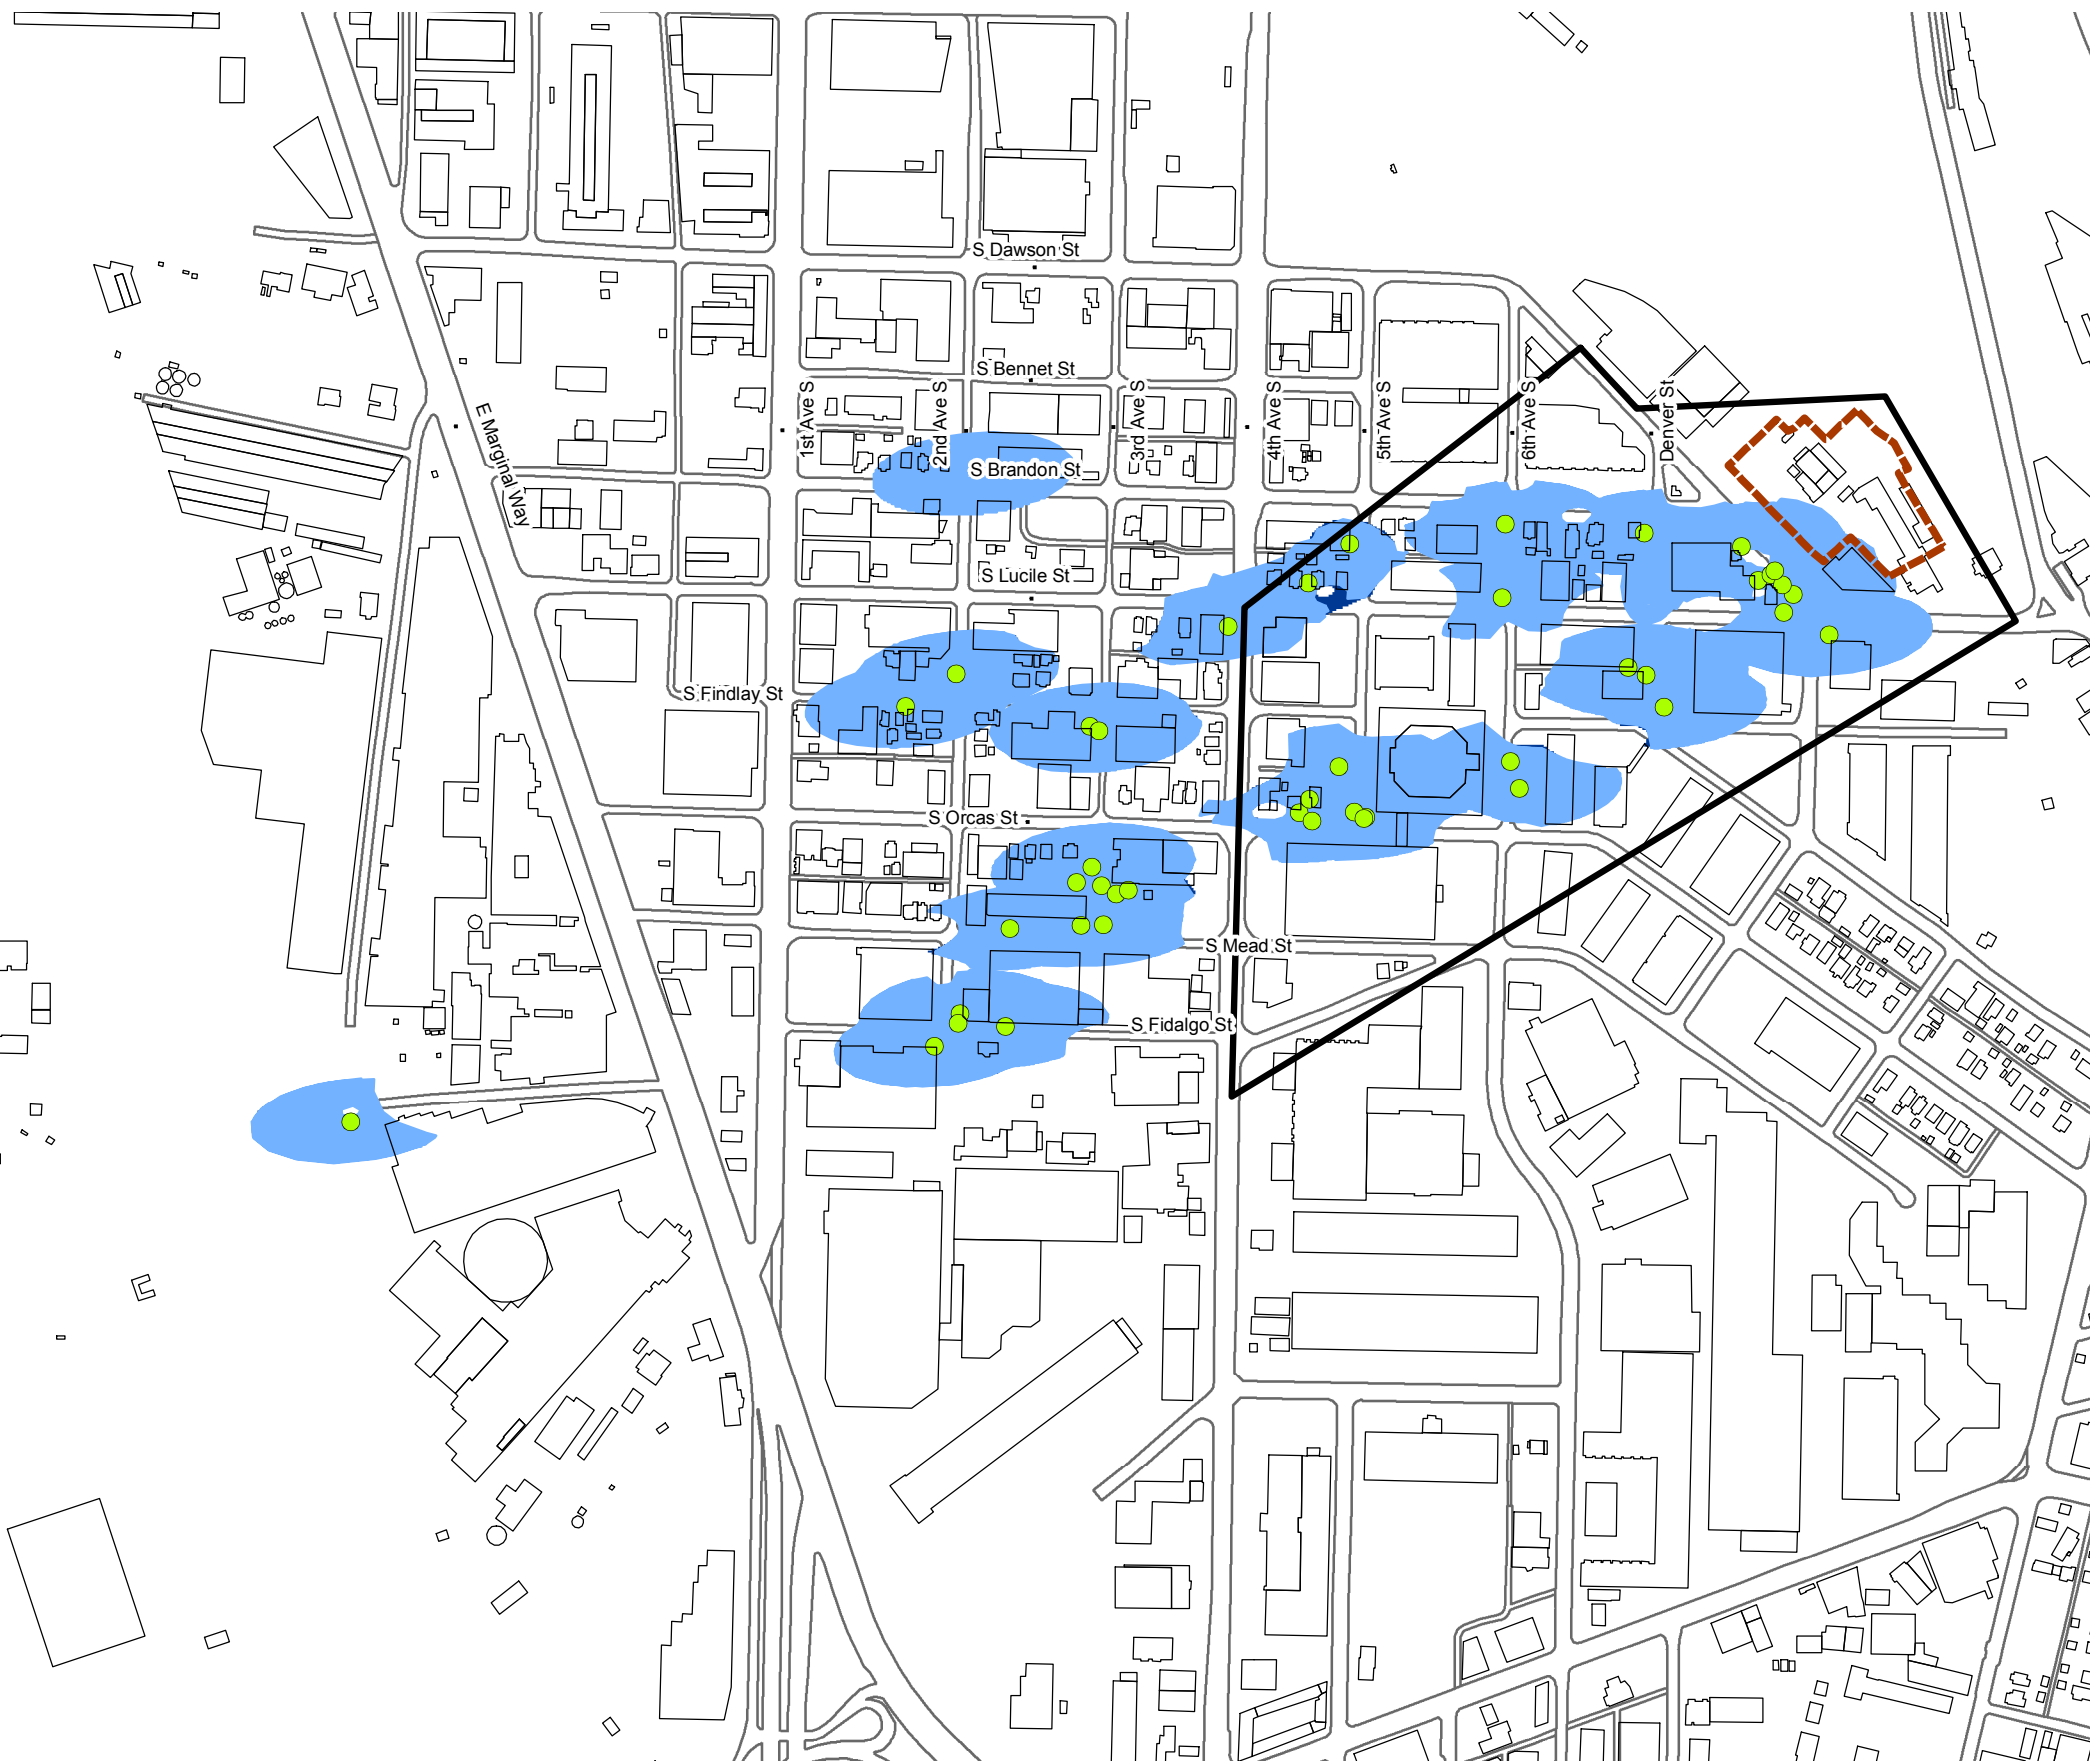 S Dawson St
S Bennet St
1st Ave S
2nd Ave S
3rd Ave S
4th Ave S
5th Ave S
6th Ave S
Denver St
E Marginal Way
S Brandon St
S Lucile St
S Findlay St
S Orcas St
S Mead St
S Fidalgo St